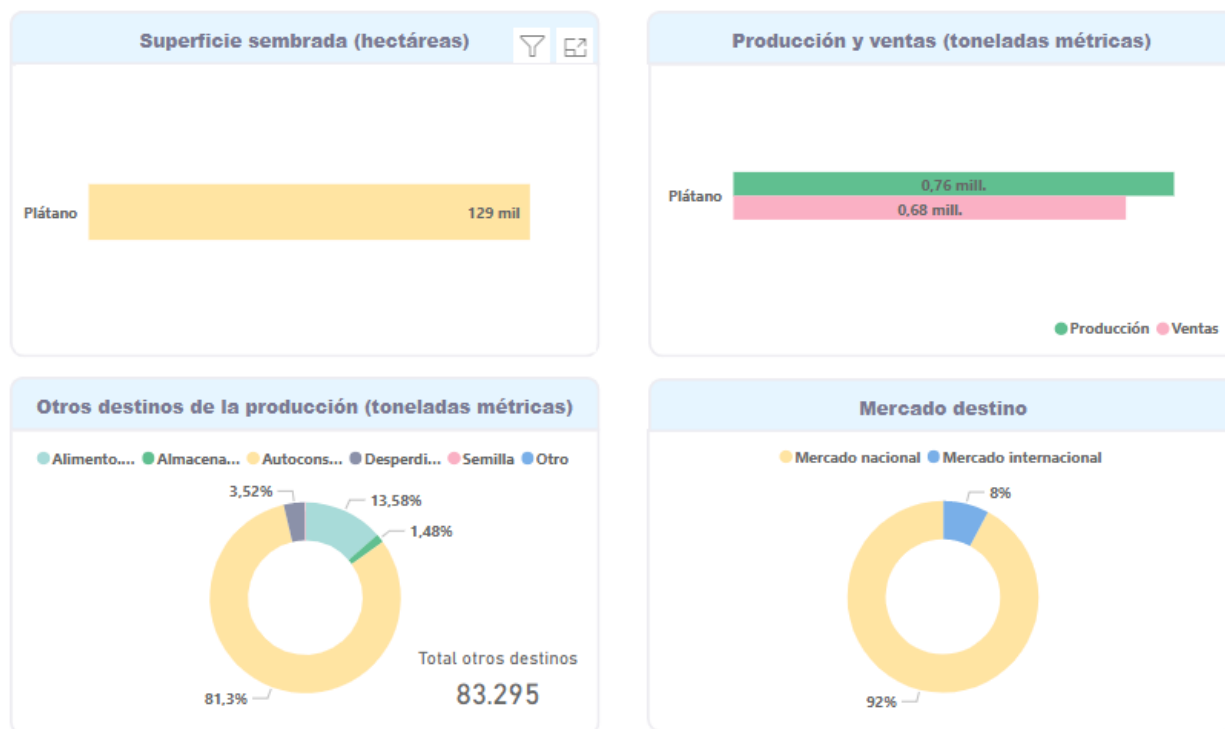 Superficie sembrada (hectáreas)
Plátano
129 mil
Producción y ventas (toneladas métricas)
Plátano
0,76 mill.
0,68 mill.
Producción Ventas
Otros destinos de la producción (toneladas métricas)
Alimento.... Almacena... Autocons... Desperdi... Semilla Otro
3,52%
13,58%
1,48%
81,3%
Total otros destinos
83.295
Mercado destino
Mercado nacional Mercado internacional
8%
92%